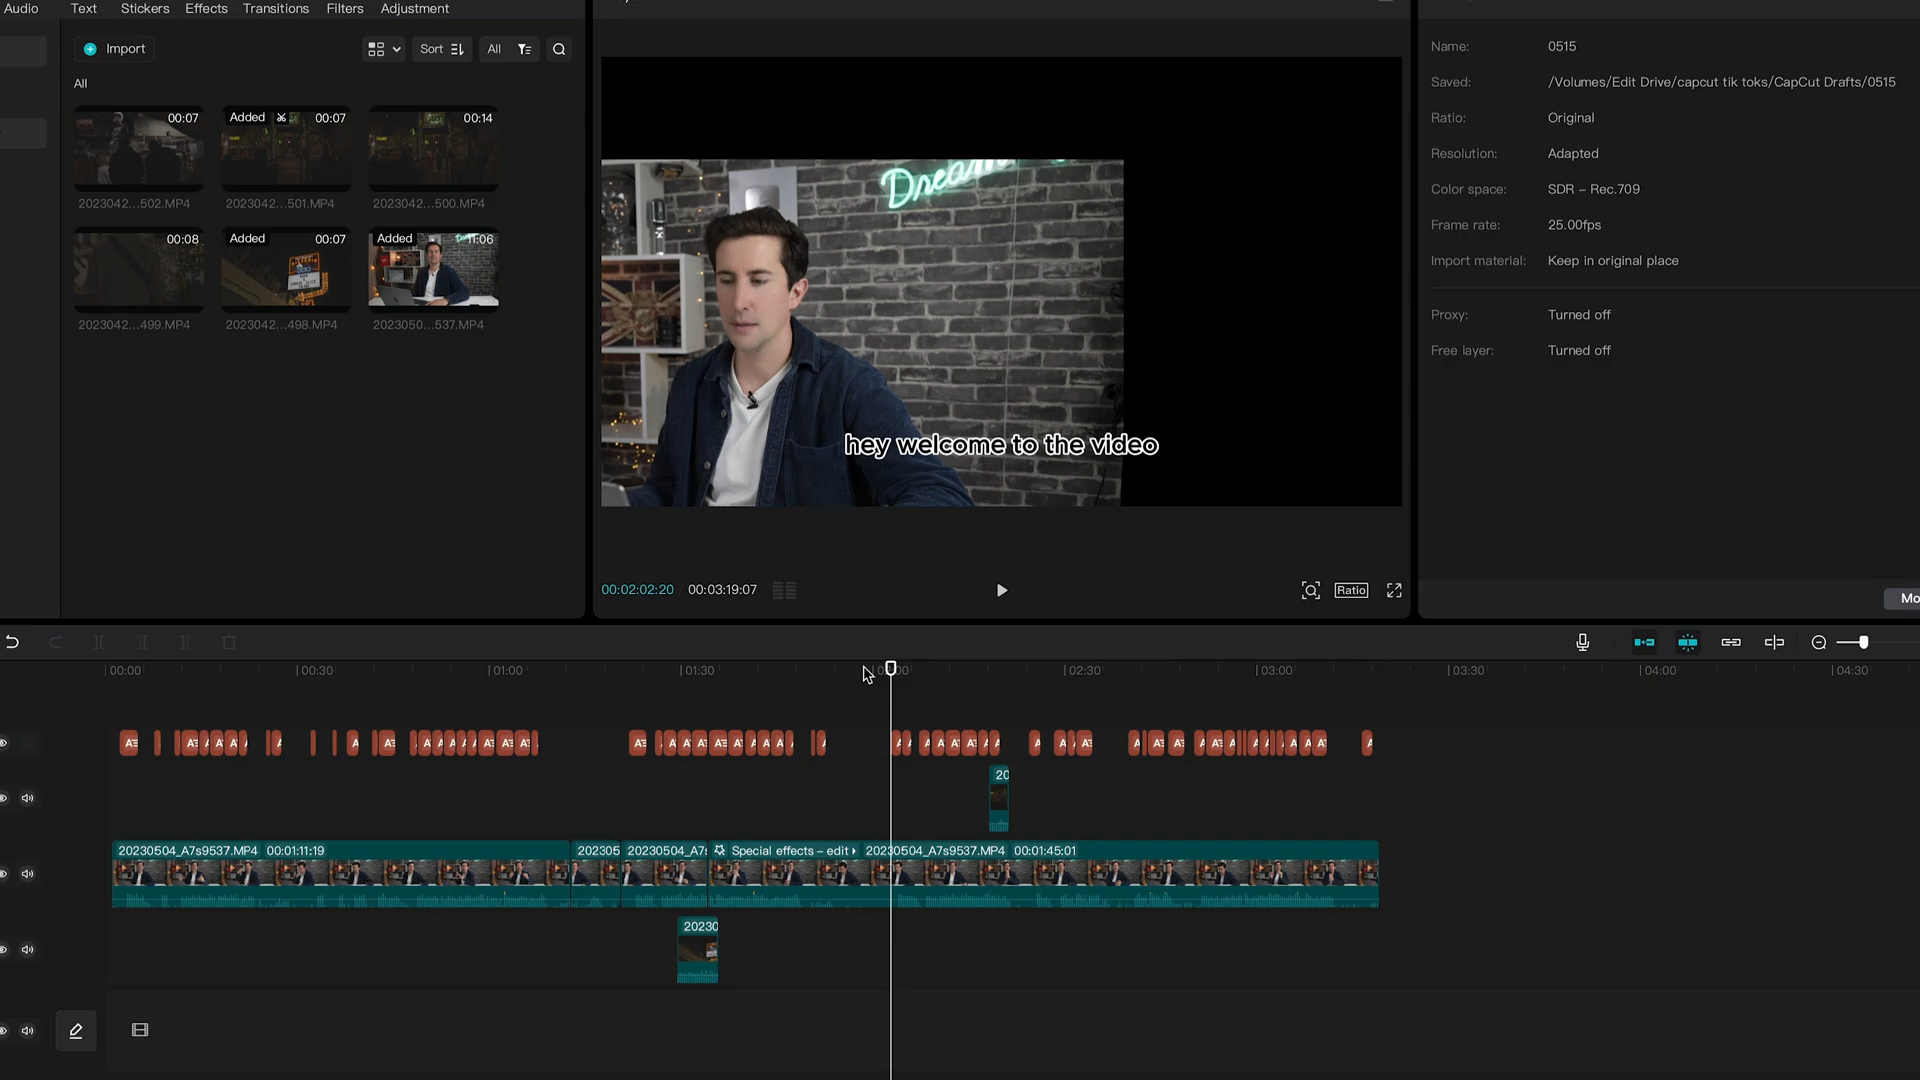 Audio Text Stickers Effects Transitions Filters Adjustment
Import
Sort
All
All
00:07
Added 00:07
00:14
2023042...502.MP4
2023042...501.MP4
2023042...500.MP4
00:08
Added 00:07
Added 11:06
2023042...499.MP4
2023042...498.MP4
2023050...537.MP4
hey welcome to the video
00:02:02:20 00:03:19:07
Ratio
Name: 0515
Saved: /Volumes/Edit Drive/capcut tik toks/CapCut Drafts/0515
Ratio: Original
Resolution: Adapted
Color space: SDR – Rec.709
Frame rate: 25.00fps
Import material: Keep in original place
Proxy: Turned off
Free layer: Turned off
Mo
00:00 00:30 01:00 01:30 02:30 03:00 03:30 04:00 04:30
20
20230504_A7s9537.MP4 00:01:11:19
202305
20230504_A7s
Special effects – edit
20230504_A7s9537.MP4 00:01:45:01
20230